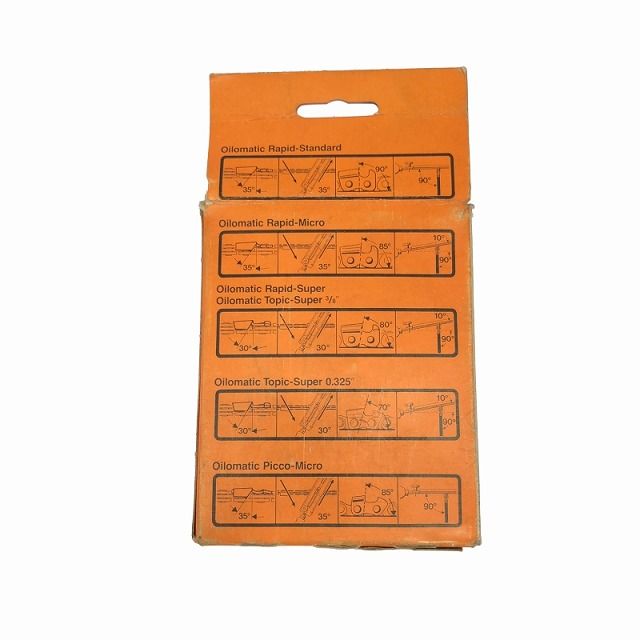 Oilomatic Rapid-Standard
35° 35° 90° 90°
Oilomatic Rapid-Micro
35° 35° 85° 10° 90°
Oilomatic Rapid-Super
Oilomatic Topic-Super 3/8"
30° 30° 80° 10° 90°
Oilomatic Topic-Super 0.325"
30° 30° 70° 10° 90°
Oilomatic Picco-Micro
35° 35° 85° 90°